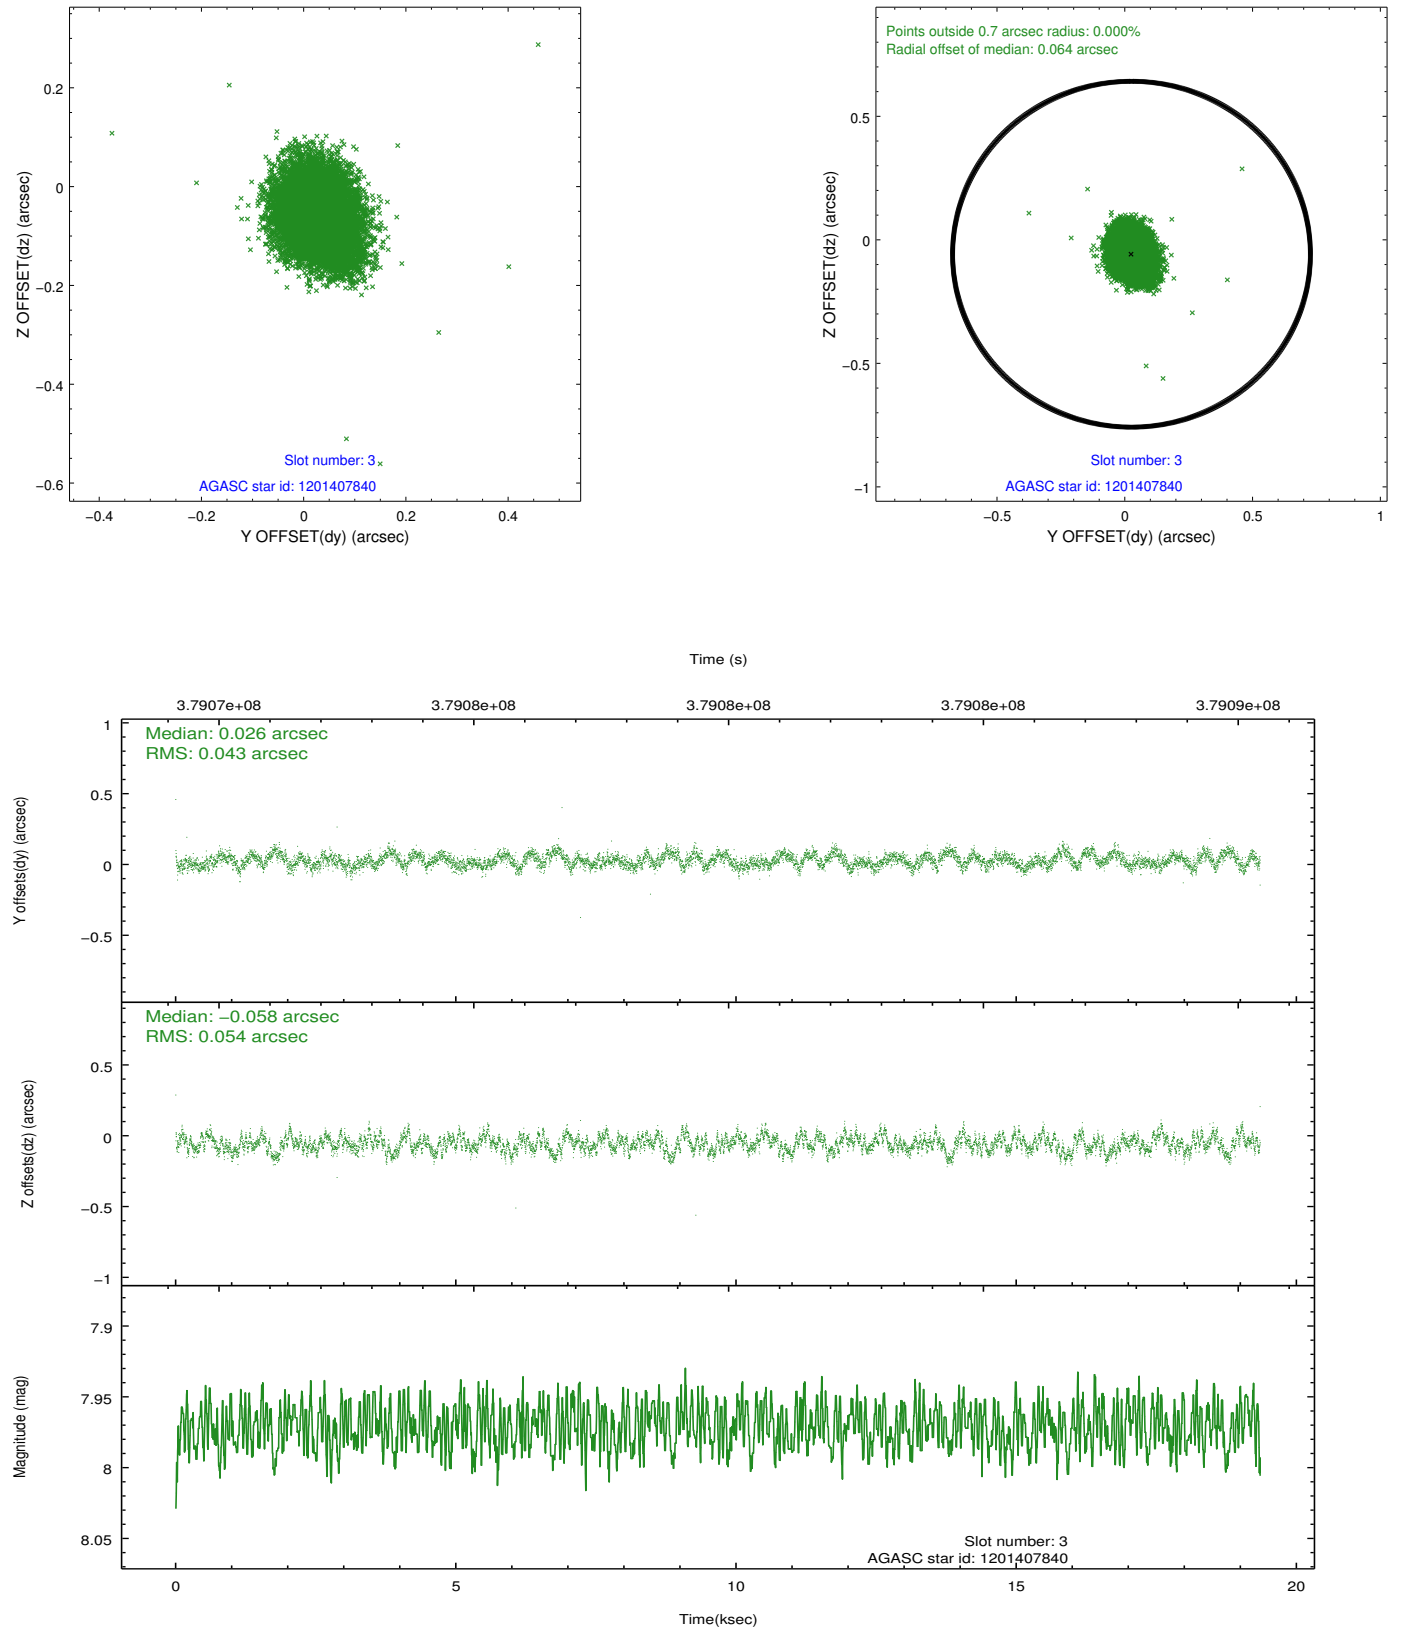 0.2
0
−0.2
−0.4
−0.6
Z OFFSET(dz) (arcsec)
Slot number: 3
AGASC star id: 1201407840
−0.4
−0.2
0
0.2
0.4
Y OFFSET(dy) (arcsec)
Points outside 0.7 arcsec radius: 0.000%
Radial offset of median: 0.064 arcsec
0.5
0
−0.5
−1
Z OFFSET(dz) (arcsec)
Slot number: 3
AGASC star id: 1201407840
−0.5
0
0.5
1
Y OFFSET(dy) (arcsec)
Time (s)
3.7907e+08
3.7908e+08
3.7908e+08
3.7908e+08
3.7909e+08
Median: 0.026 arcsec
RMS: 0.043 arcsec
1
0.5
0
−0.5
Y offsets(dy) (arcsec)
Median: −0.058 arcsec
RMS: 0.054 arcsec
0.5
0
−0.5
−1
Z offsets(dz) (arcsec)
7.9
7.95
8
8.05
Magnitude (mag)
Slot number: 3
AGASC star id: 1201407840
0
5
10
15
20
Time(ksec)